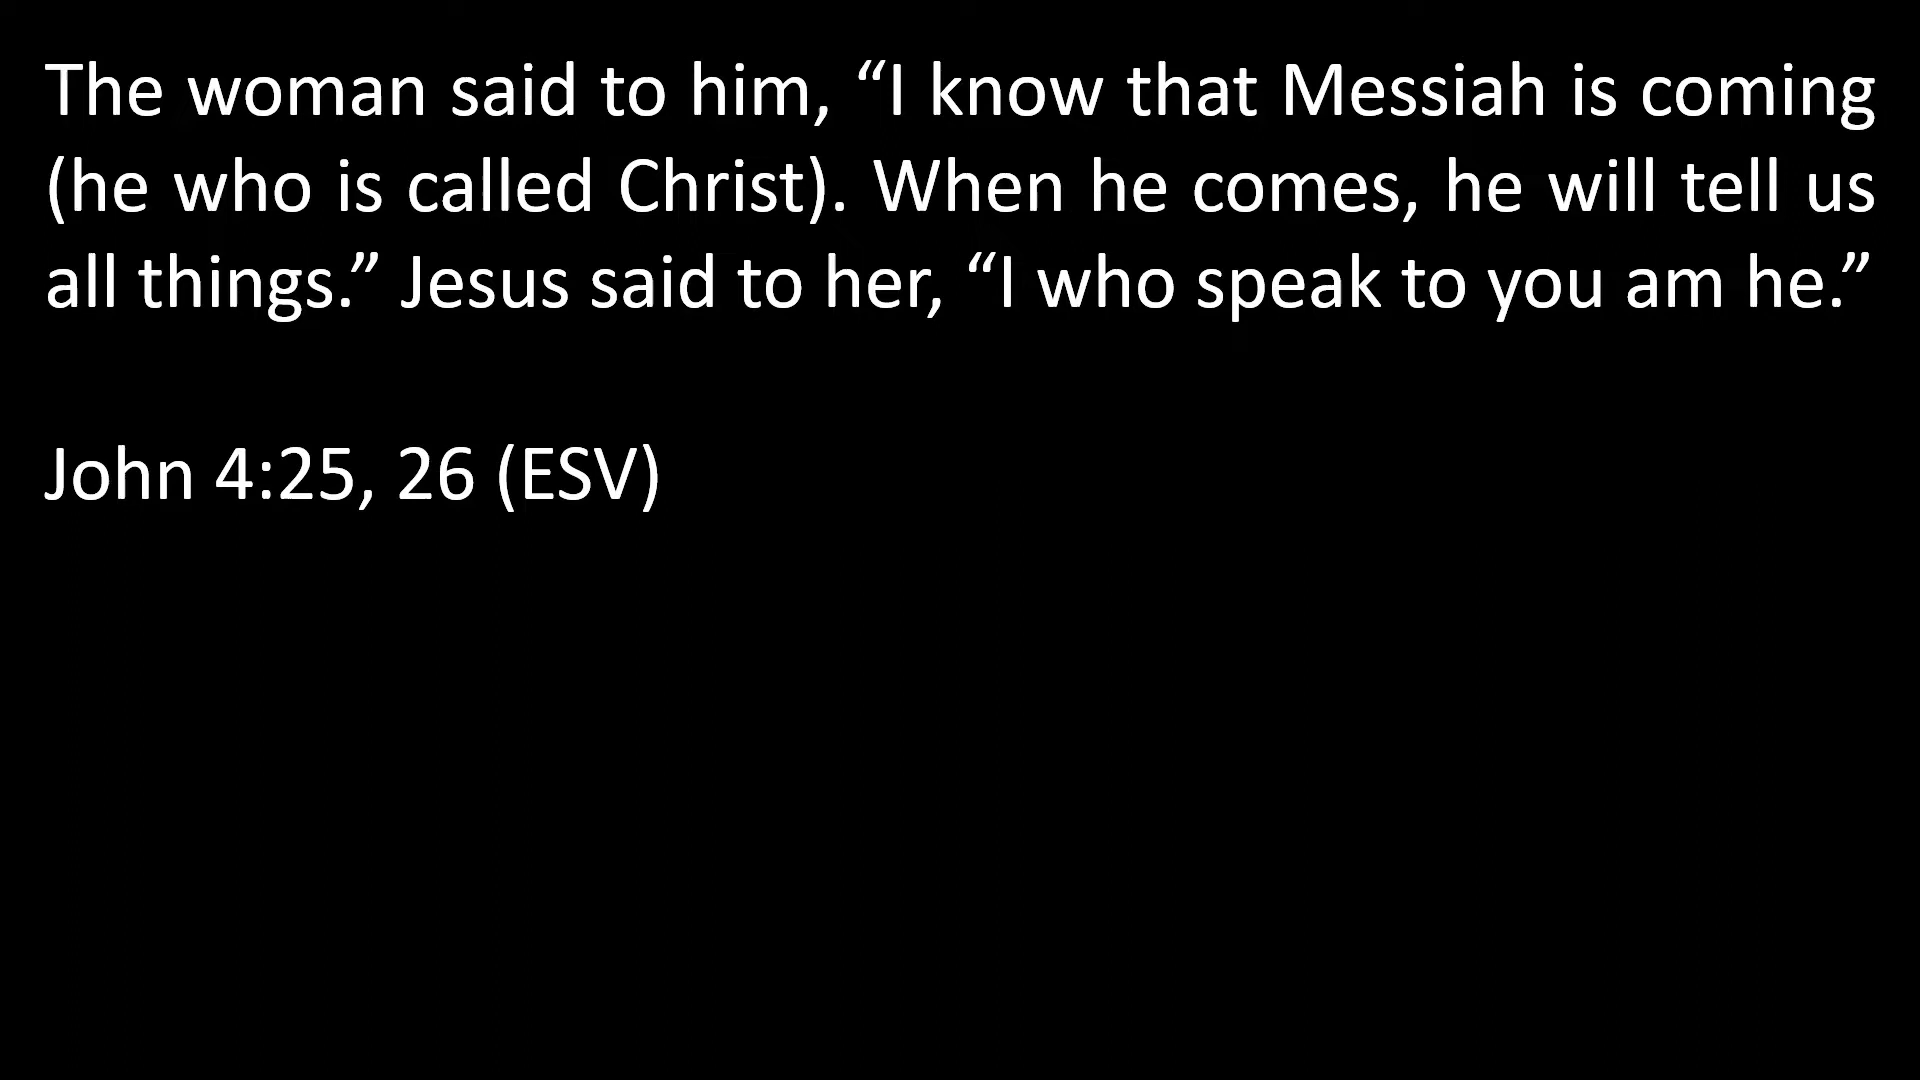 The woman said to him, “I know that Messiah is coming
(he who is called Christ). When he comes, he will tell us
all things.” Jesus said to her, “I who speak to you am he.”
John 4:25, 26 (ESV)